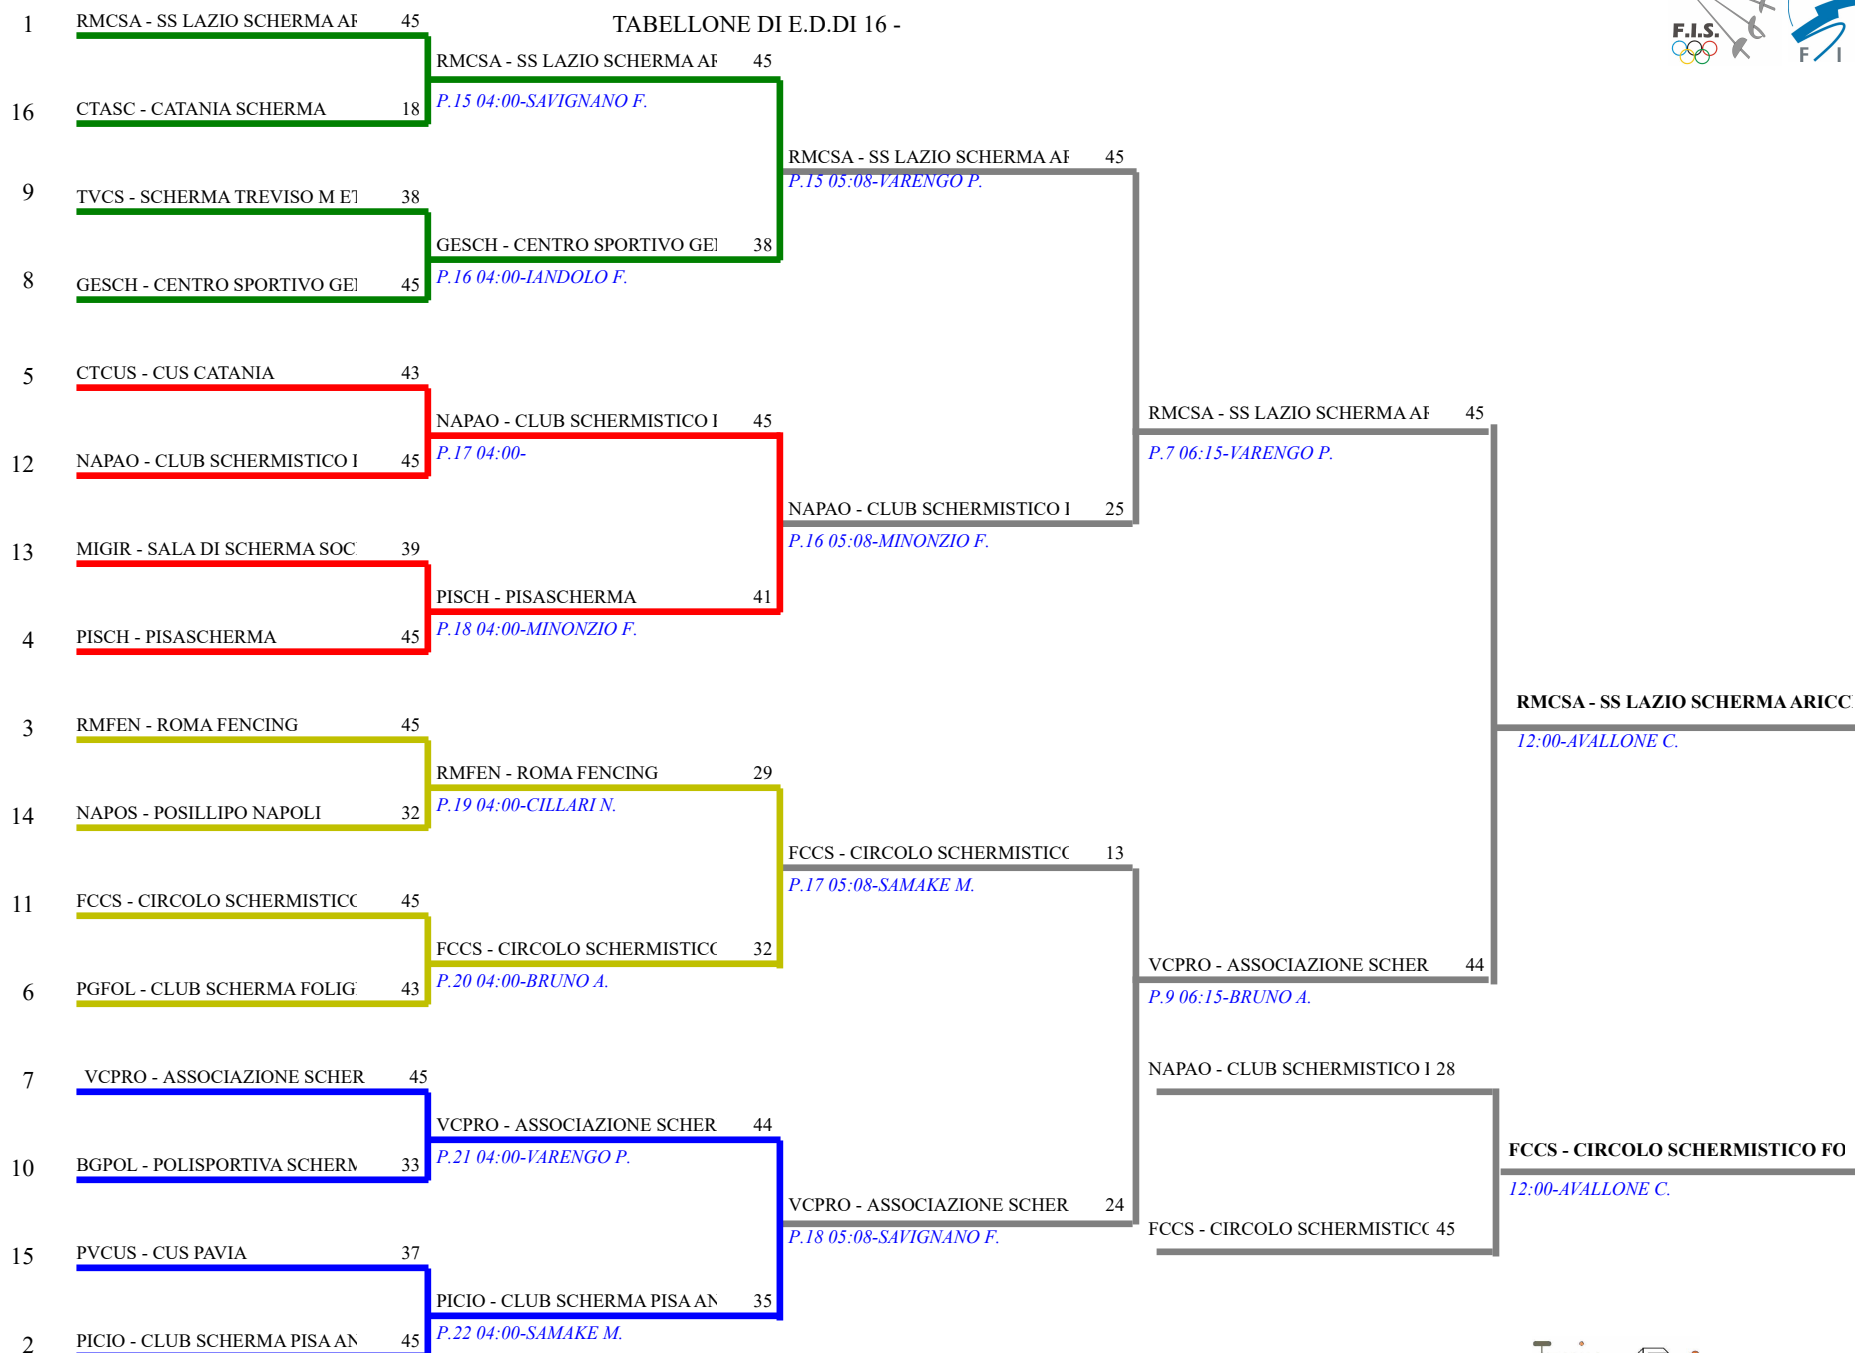 TABELLONE DI E.D.DI 16 -
F.I.S.
F I
1 RMCSA - SS LAZIO SCHERMA AR 45
RMCSA - SS LAZIO SCHERMA AR 45
P.15 04:00-SAVIGNANO F.
16 CTASC - CATANIA SCHERMA 18
RMCSA - SS LAZIO SCHERMA AR 45
P.15 05:08-VARENGO P.
9 TVCS - SCHERMA TREVISO M ET 38
GESCH - CENTRO SPORTIVO GEI 38
P.16 04:00-IANDOLO F.
8 GESCH - CENTRO SPORTIVO GEI 45
5 CTCUS - CUS CATANIA 43
RMCSA - SS LAZIO SCHERMA AR 45
P.7 06:15-VARENGO P.
NAPAO - CLUB SCHERMISTICO I 45
P.17 04:00-
12 NAPAO - CLUB SCHERMISTICO I 45
NAPAO - CLUB SCHERMISTICO I 25
P.16 05:08-MINONZIO F.
13 MIGIR - SALA DI SCHERMA SOC 39
PISCH - PISASCHERMA 41
P.18 04:00-MINONZIO F.
4 PISCH - PISASCHERMA 45
RMCSA - SS LAZIO SCHERMA ARICC
12:00-AVALLONE C.
3 RMFEN - ROMA FENCING 45
RMFEN - ROMA FENCING 29
P.19 04:00-CILLARI N.
14 NAPOS - POSILLIPO NAPOLI 32
FCCS - CIRCOLO SCHERMISTICO 13
P.17 05:08-SAMAKE M.
11 FCCS - CIRCOLO SCHERMISTICO 45
FCCS - CIRCOLO SCHERMISTICO 32
P.20 04:00-BRUNO A.
6 PGFOL - CLUB SCHERMA FOLIG 43
VCPRO - ASSOCIAZIONE SCHER 44
P.9 06:15-BRUNO A.
7 VCPRO - ASSOCIAZIONE SCHER 45
NAPAO - CLUB SCHERMISTICO I 28
VCPRO - ASSOCIAZIONE SCHER 44
P.21 04:00-VARENGO P.
10 BGPOL - POLISPORTIVA SCHERM 33
FCCS - CIRCOLO SCHERMISTICO FO
12:00-AVALLONE C.
VCPRO - ASSOCIAZIONE SCHER 24
P.18 05:08-SAVIGNANO F.
FCCS - CIRCOLO SCHERMISTICO 45
15 PVCUS - CUS PAVIA 37
PICIO - CLUB SCHERMA PISA AN 35
P.22 04:00-SAMAKE M.
2 PICIO - CLUB SCHERMA PISA AN 45